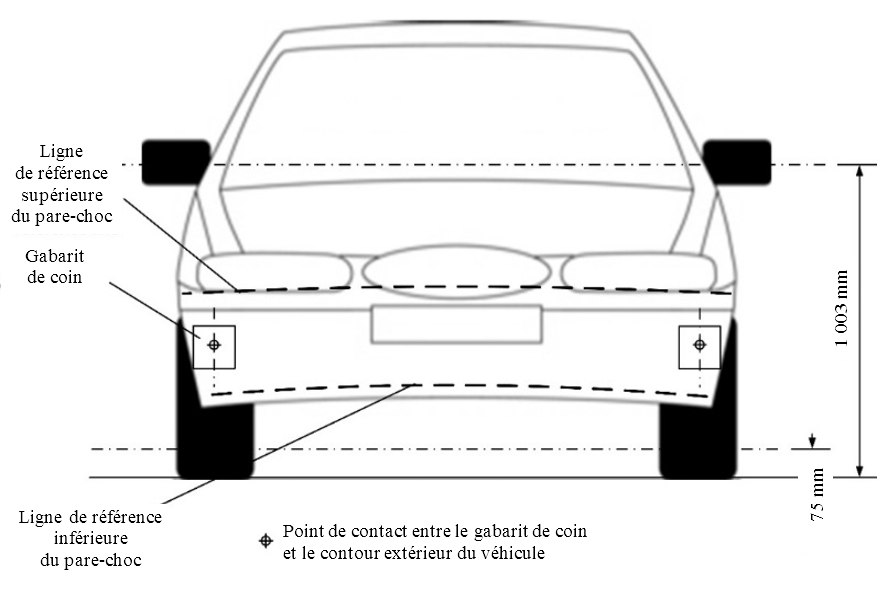 Ligne
de référence
supérieure
du pare-choc
Gabarit
de coin
1 003 mm
75 mm
Ligne de référence
inférieure
du pare-choc
Point de contact entre le gabarit de coin
et le contour extérieur du véhicule